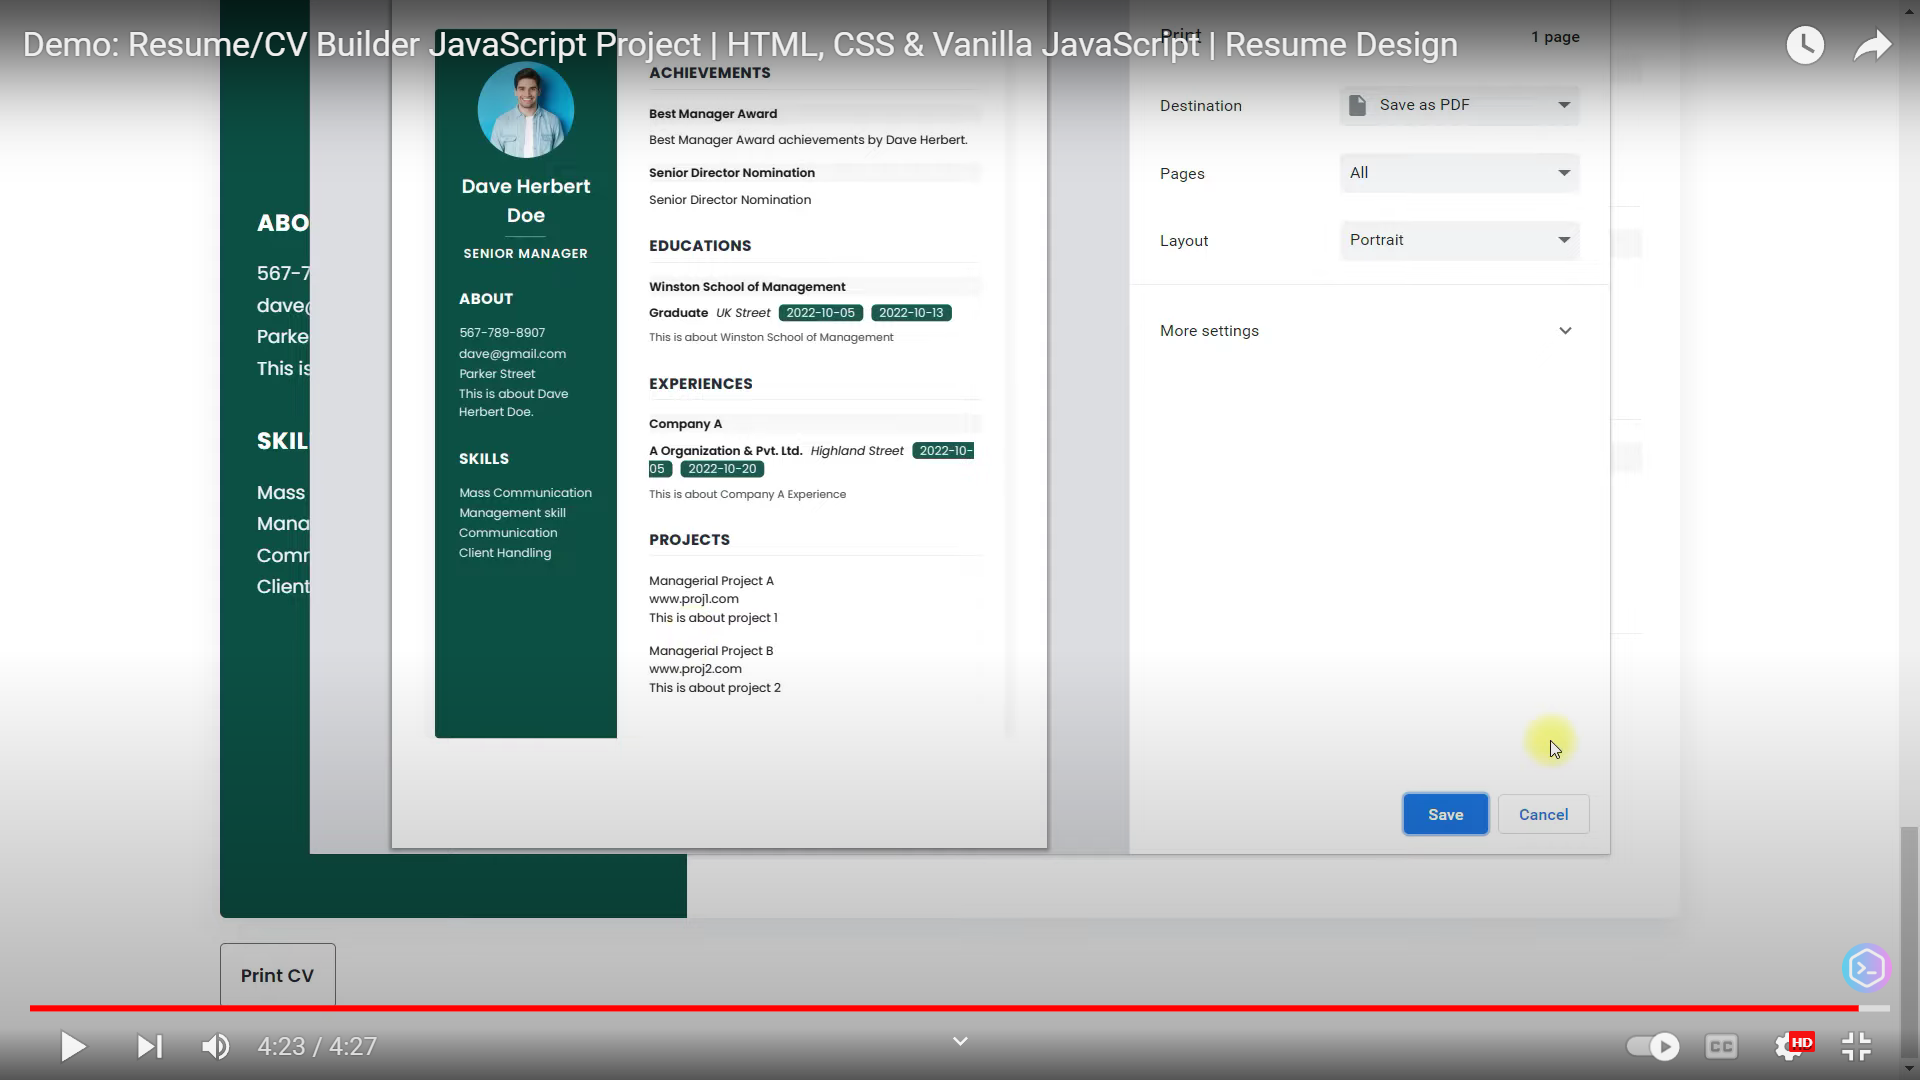 Demo: Resume/CV Builder JavaScript Project | HTML, CSS & Vanilla JavaScript | Resume Design
Print
1 page
Destination
Save as PDF
Pages
All
Layout
Portrait
More settings
Save
Cancel
Dave Herbert
Doe
SENIOR MANAGER
ABOUT
567-789-8907
dave@gmail.com
Parker Street
This is about Dave
Herbert Doe.
SKILLS
Mass Communication
Management skill
Communication
Client Handling
ACHIEVEMENTS
Best Manager Award
Best Manager Award achievements by Dave Herbert.
Senior Director Nomination
Senior Director Nomination
EDUCATIONS
Winston School of Management
Graduate UK Street 2022-10-05 2022-10-13
This is about Winston School of Management
EXPERIENCES
Company A
A Organization & Pvt. Ltd. Highland Street 2022-10-
05 2022-10-20
This is about Company A Experience
PROJECTS
Managerial Project A
www.proj1.com
This is about project 1
Managerial Project B
www.proj2.com
This is about project 2
ABO
567-7
dave@
Parke
This is
SKIL
Mass
Mana
Comm
Client
Print CV
4:23 / 4:27
CC
HD